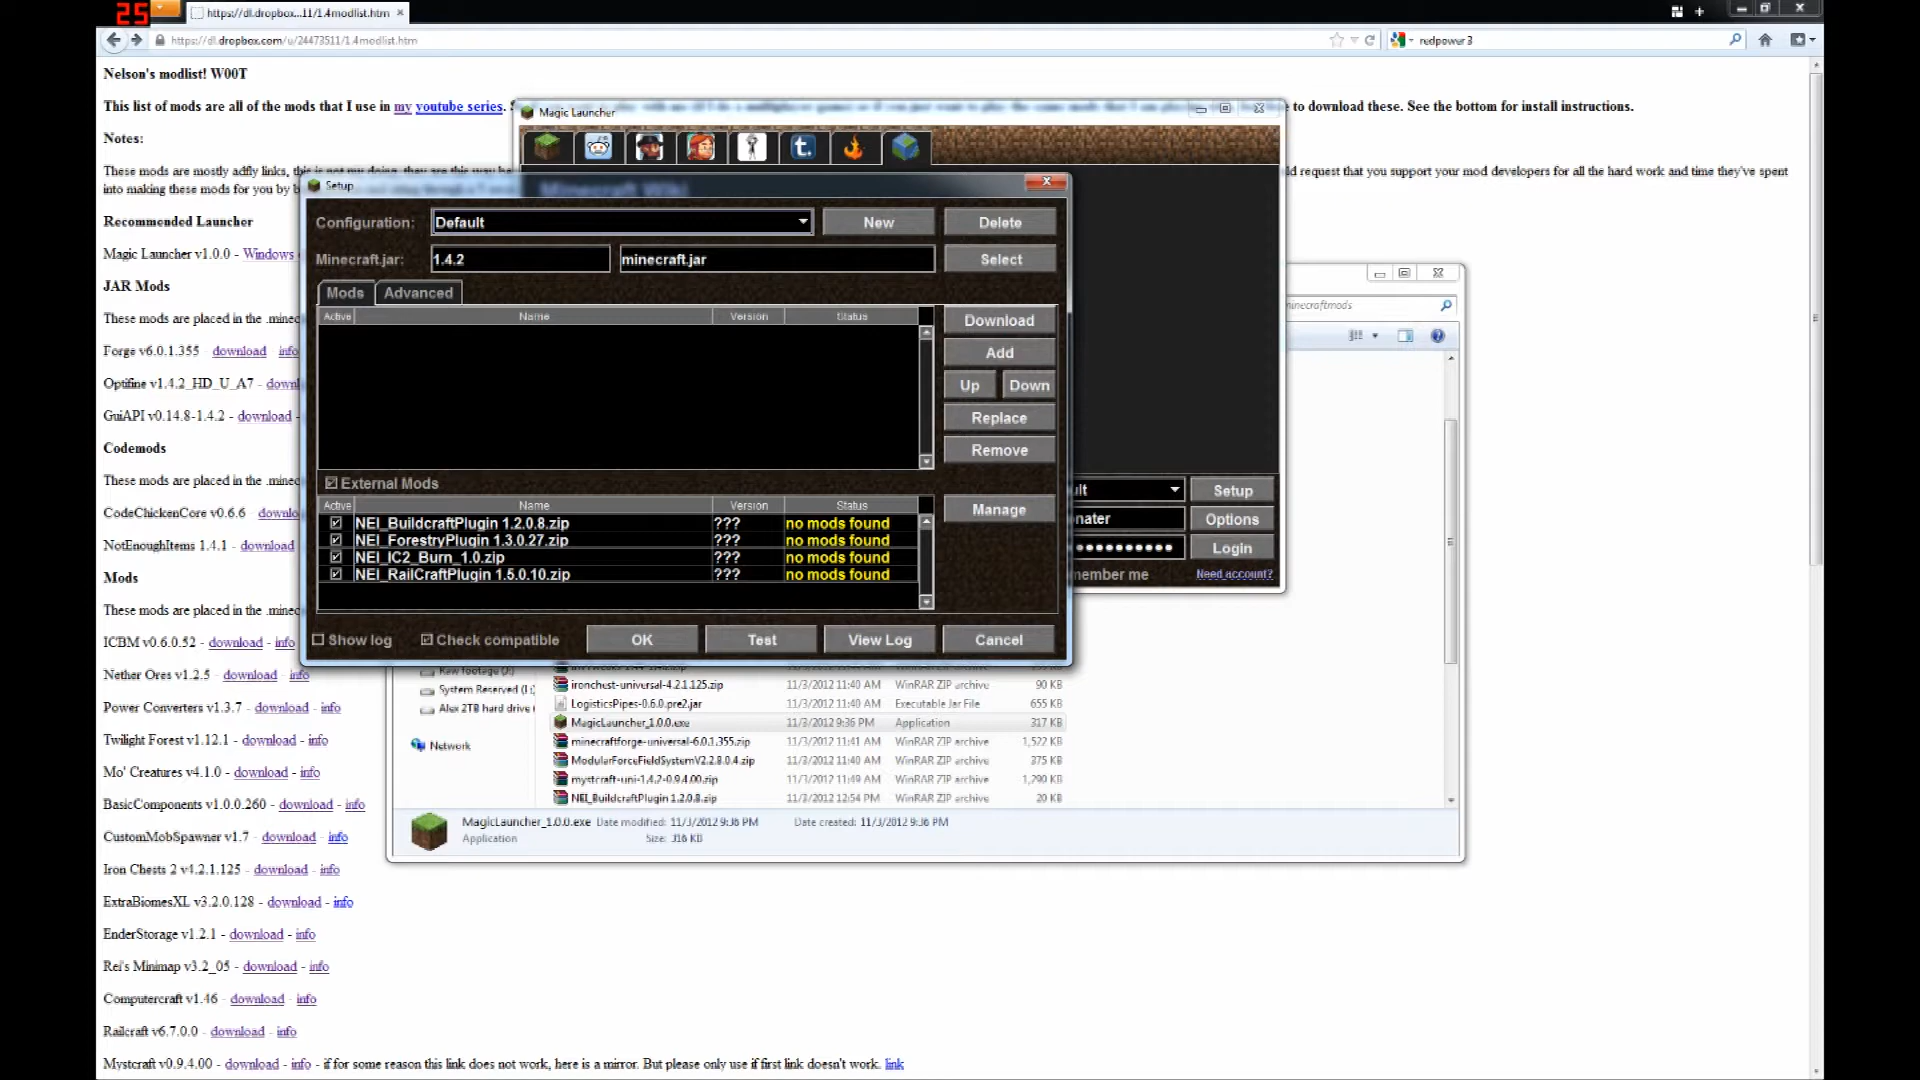 25
https://dl.dropbox...11/1.4modlist.htm
https://dl.dropbox.com/u/24473511/1.4modlist.htm
redpower 3
Nelson's modlist! W00T
This list of mods are all of the mods that I use in my youtube series.
to download these. See the bottom for install instructions.
Notes:
These mods are mostly adfly links, this is not my doing, they are this way
request that you support your mod developers for all the hard work and time they've spent
into making these mods for you by
Recommended Launcher
Magic Launcher v1.0.0 - Windows
JAR Mods
These mods are placed in the
Forge v6.0.1.355 download info
Optifine v1.4.2_HD_U_A7 -
GuiAPI v0.14.8-1.4.2 - download
Codemods
These mods are placed in the
CodeChickenCore v0.6.6
NotEnoughItems 1.4.1 - download
Mods
These mods are placed in the
ICBM v0.6.0.52 - download - info
Nether Ores v1.2.5 - download - info
Power Converters v1.3.7 - download - info
Twilight Forest v1.12.1 - download - info
Mo' Creatures v4.1.0 - download - info
BasicComponents v1.0.0.260 - download - info
CustomMobSpawner v1.7 - download - info
Iron Chests 2 v4.2.1.125 - download - info
ExtraBiomesXL v3.2.0.128 - download - info
EnderStorage v1.2.1 - download - info
Rei's Minimap v3.2_05 - download - info
Computercraft v1.46 - download - info
Railcraft v6.7.0.0 - download - info
Mystcraft v0.9.4.00 - download - info - if for some reason this link does not work, here is a mirror. But please only use if first link doesn't work. link
Magic Launcher
t.
Minecraft Wiki
Setup
Options
Login
Need account?
Setup
Configuration: Default New Delete
Minecraft.jar: 1.4.2 minecraft.jar Select
Mods Advanced
Active Name Version Status
Download
Add
Up Down
Replace
Remove
External Mods
Active Name Version Status
Manage
NEI_BuildcraftPlugin 1.2.0.8.zip ??? no mods found
NEI_ForestryPlugin 1.3.0.27.zip ??? no mods found
NEI_IC2_Burn_1.0.zip ??? no mods found
NEI_RailCraftPlugin 1.5.0.10.zip ??? no mods found
Show log Check compatible OK Test View Log Cancel
System Reserved (I:)
Alex 2TB hard drive
Network
ironchest-universal-4.2.1.125.zip 11/3/2012 11:40 AM WinRAR ZIP archive 90 KB
LogisticsPipes-0.6.0.pre2.jar 11/3/2012 11:40 AM Executable Jar File 655 KB
MagicLauncher_1.0.0.exe 11/3/2012 9:36 PM Application 317 KB
minecraftforge-universal-6.0.1.355.zip 11/3/2012 11:41 AM WinRAR ZIP archive 1,522 KB
ModularForceFieldSystemV2.2.8.0.4.zip 11/3/2012 11:40 AM WinRAR ZIP archive 375 KB
mystcraft-uni-1.4.2-0.9.4.00.zip 11/3/2012 11:49 AM WinRAR ZIP archive 1,290 KB
NEI_BuildcraftPlugin 1.2.0.8.zip 11/3/2012 12:54 PM WinRAR ZIP archive 20 KB
MagicLauncher_1.0.0.exe Date modified: 11/3/2012 9:36 PM Date created: 11/3/2012 9:36 PM
Application Size: 316 KB